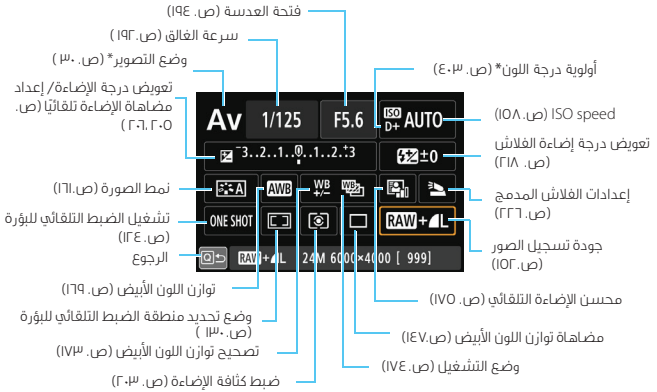 فتحة العدسة (ص. ١٩٤)
سرعة الغالق (ص. ١٩٢)
وضع التصوير* (ص. ٣٠)
أولوية درجة اللون* (ص. ٤٠٣)
تعويض درجة الإضاءة/ إعداد
مضاهاة الإضاءة تلقائيًا (ص.
٢٠٥، ٢٠٦)
Av 1/125 F5.6 ISO D+ AUTO
ISO speed (ص. ١٥٨)
-3..2..1..0..1..2..+3
±0
تعويض درجة إضاءة الفلاش
(ص. ٢١٨)
نمط الصورة (ص. ١٦١)
A AWB WB +/- WB
إعدادات الفلاش المدمج
(ص. ٢٢٦)
تشغيل الضبط التلقائي للبؤرة
(ص. ١٢٤)
ONE SHOT RAW+L
جودة تسجيل الصور
(ص. ١٥٢)
الرجوع
Q RAW+L 24M 6000×4000 [ 999]
توازن اللون الأبيض (ص. ١٦٩)
محسن الإضاءة التلقائي (ص. ١٧٥)
وضع تحديد منطقة الضبط التلقائي للبؤرة
(ص. ١٣٠)
مضاهاة توازن اللون الأبيض (ص. ١٤٧)
تصحيح توازن اللون الأبيض (ص. ١٧٣)
وضع التشغيل (ص. ١٧٤)
ضبط كثافة الإضاءة (ص. ٢٠٣)